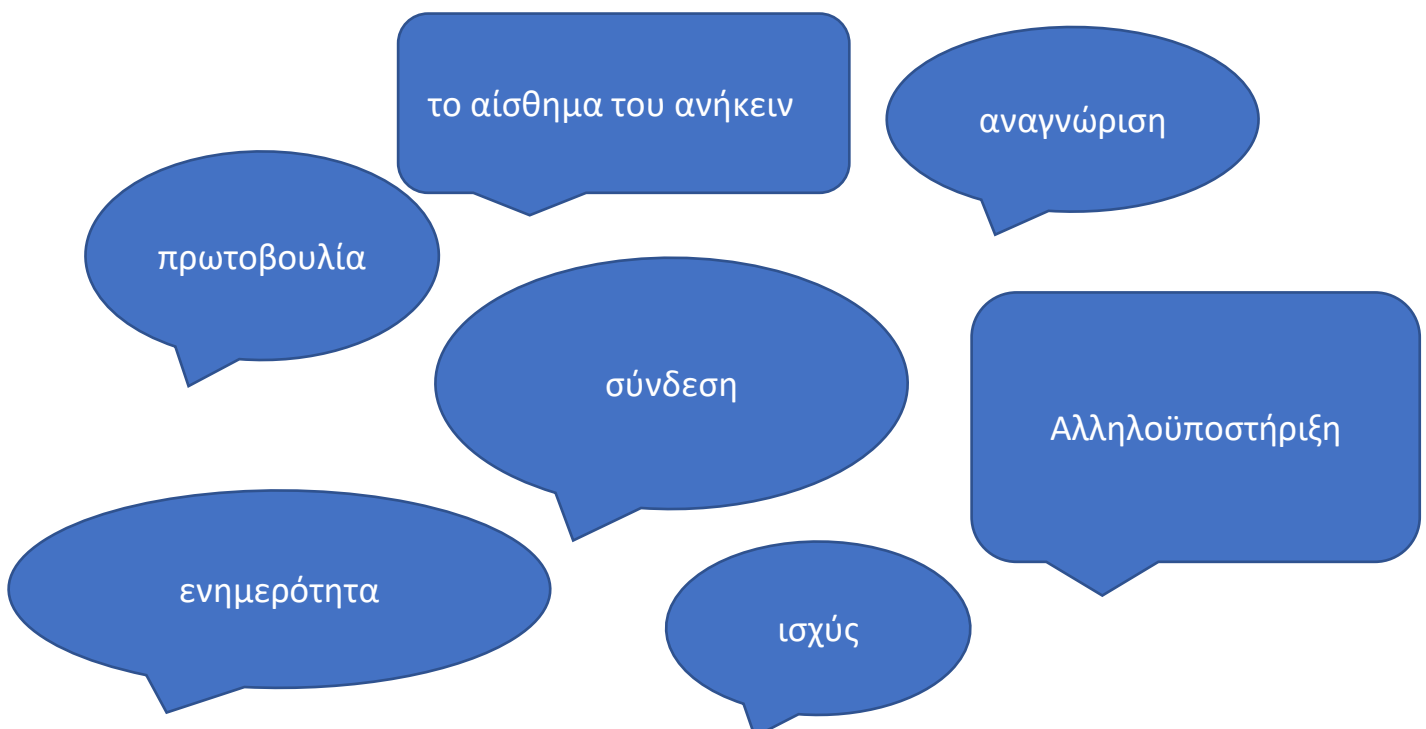 το αίσθημα του ανήκειν
αναγνώριση
πρωτοβουλία
σύνδεση
Αλληλοϋποστήριξη
ενημερότητα
ισχύς